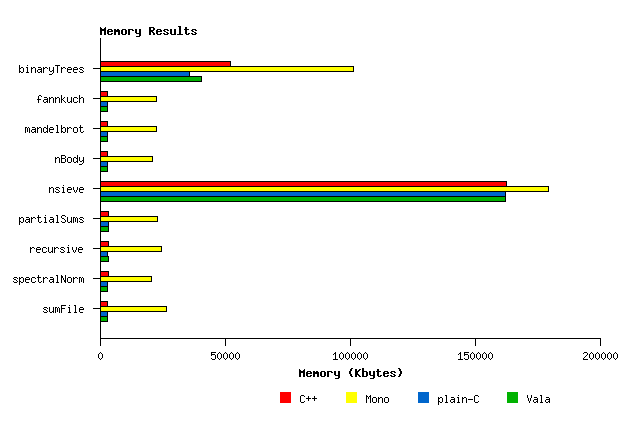 Memory Results
binaryTrees
fannkuch
mandelbrot
nBody
nsieve
partialSums
recursive
spectralNorm
sumFile
0 50000 100000 150000 200000
Memory (Kbytes)
C++ Mono plain-C Vala